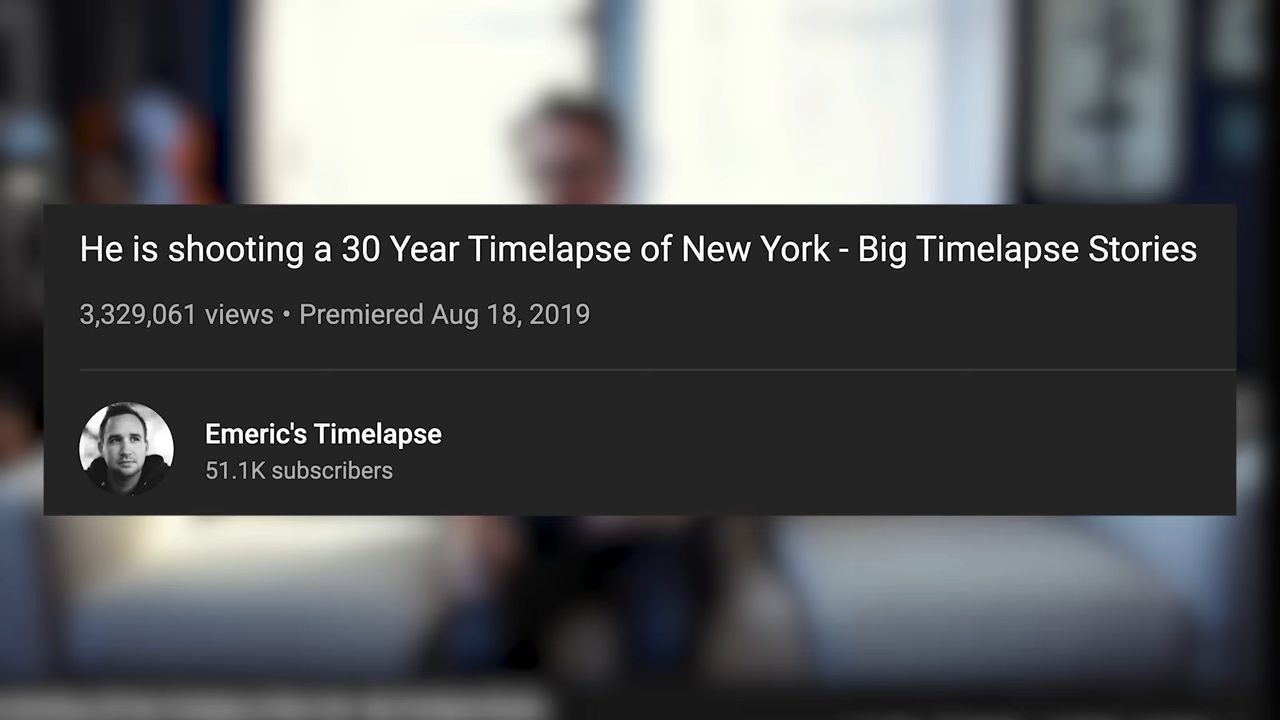 He is shooting a 30 Year Timelapse of New York - Big Timelapse Stories
3,329,061 views • Premiered Aug 18, 2019
Emeric's Timelapse
51.1K subscribers